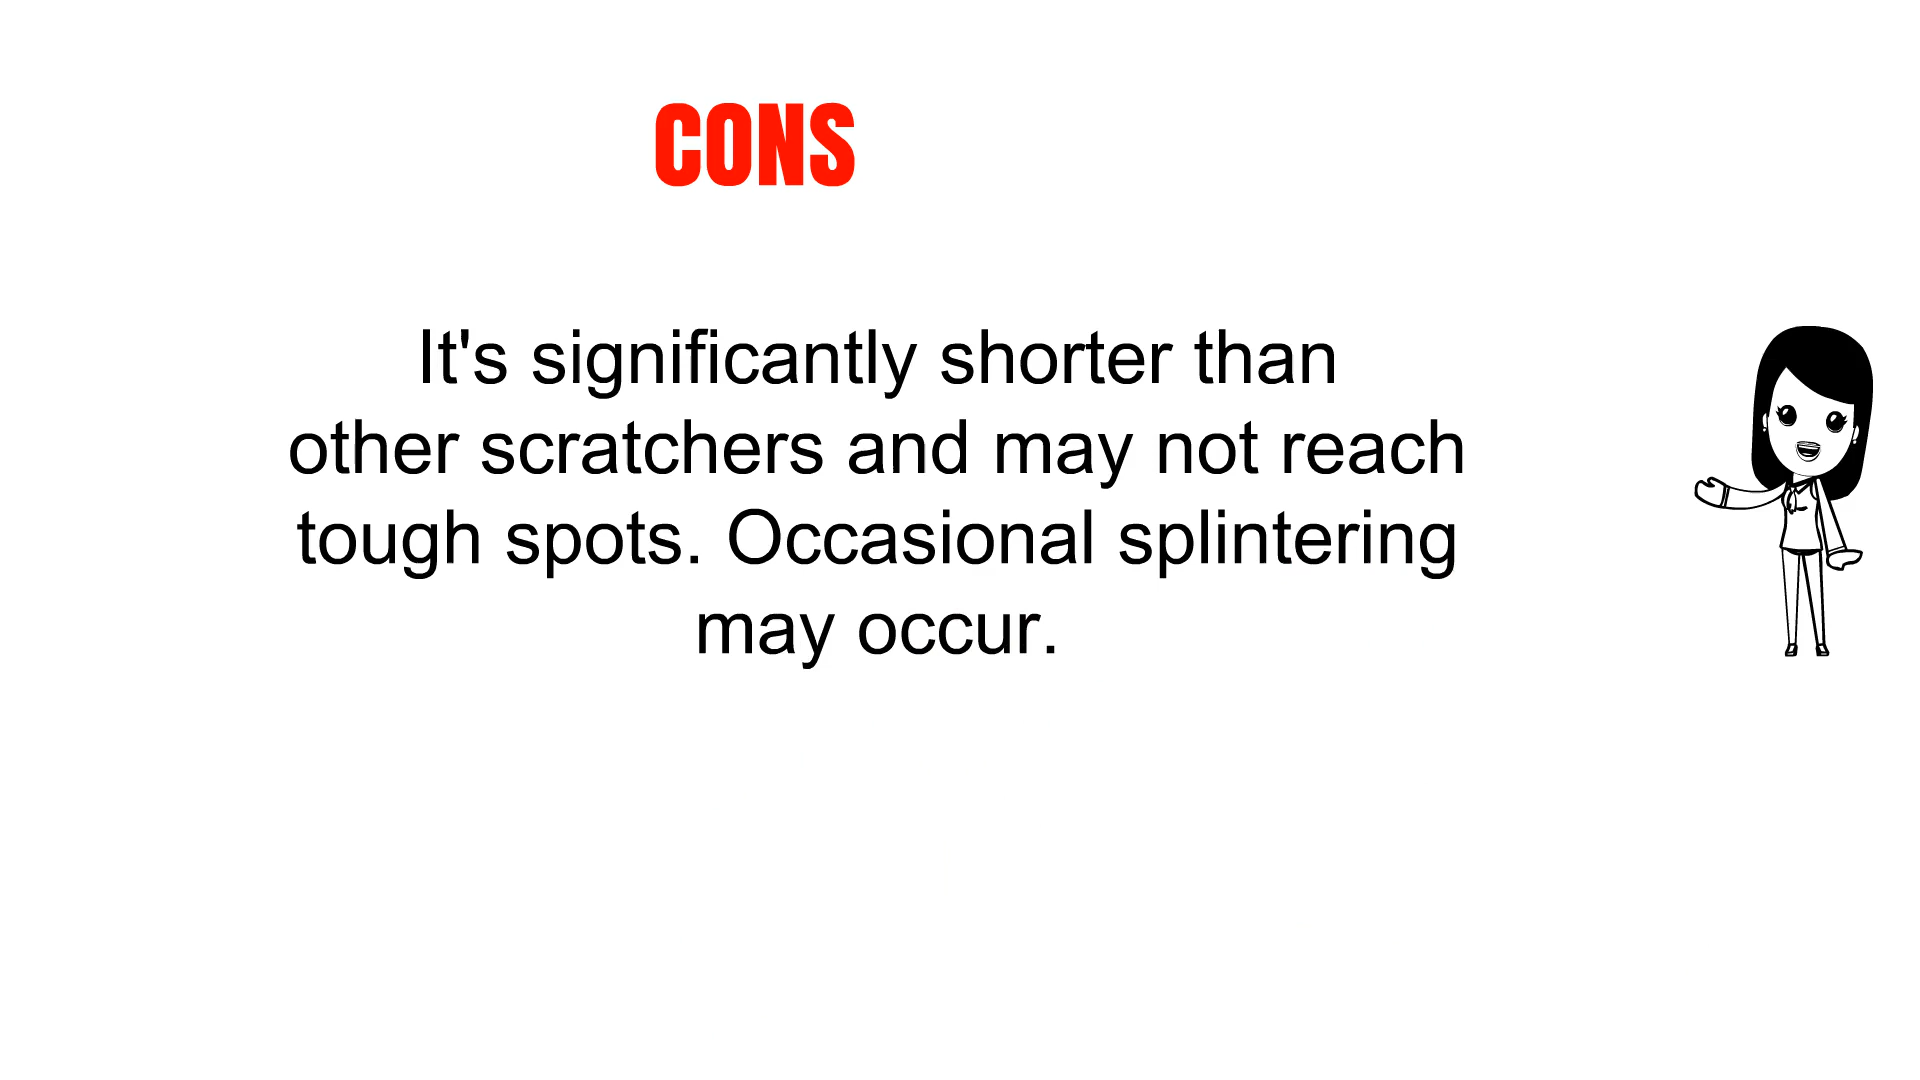 CONS
It's significantly shorter than
other scratchers and may not reach
tough spots. Occasional splintering
may occur.